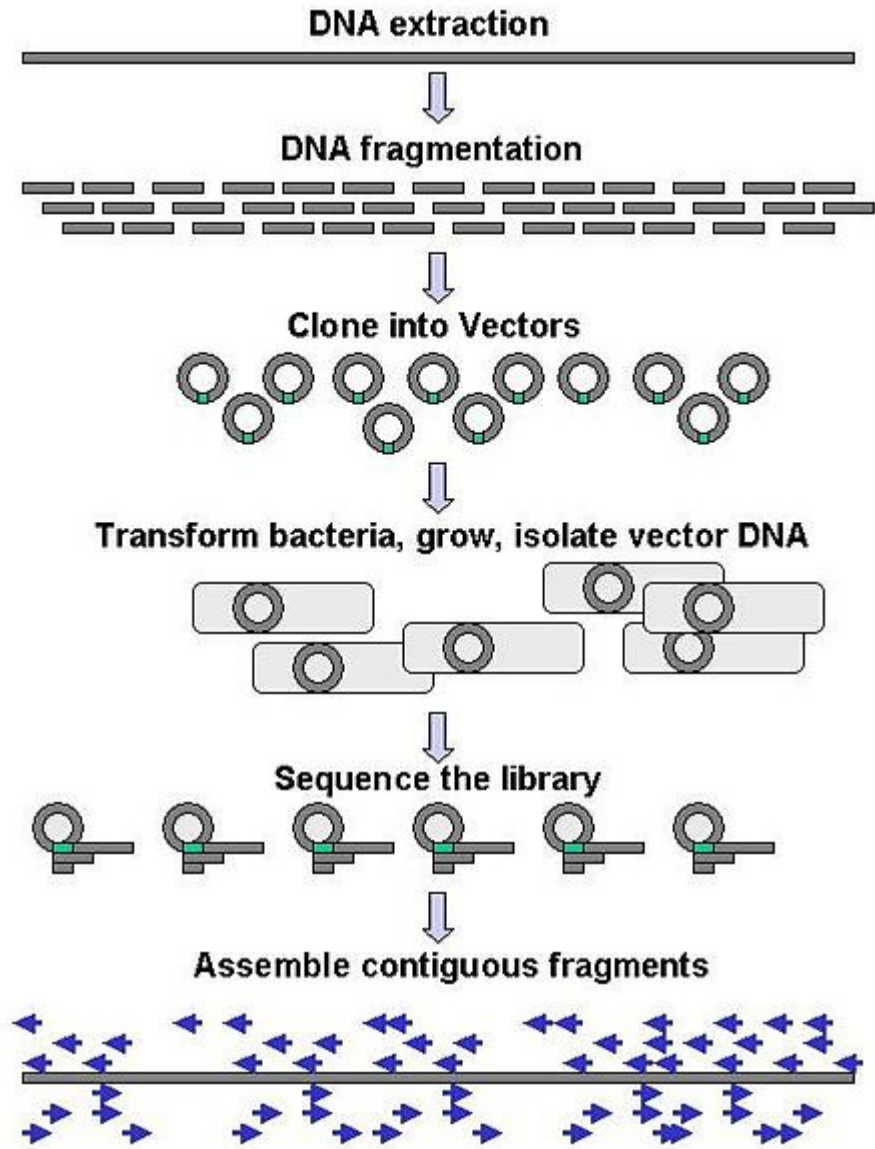 DNA extraction
DNA fragmentation
Clone into Vectors
Transform bacteria, grow, isolate vector DNA
Sequence the library
Assemble contiguous fragments